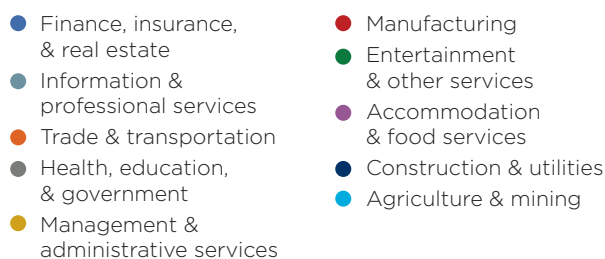 Finance, insurance,
& real estate
Information &
professional services
Trade & transportation
Health, education,
& government
Management &
administrative services
Manufacturing
Entertainment
& other services
Accommodation
& food services
Construction & utilities
Agriculture & mining